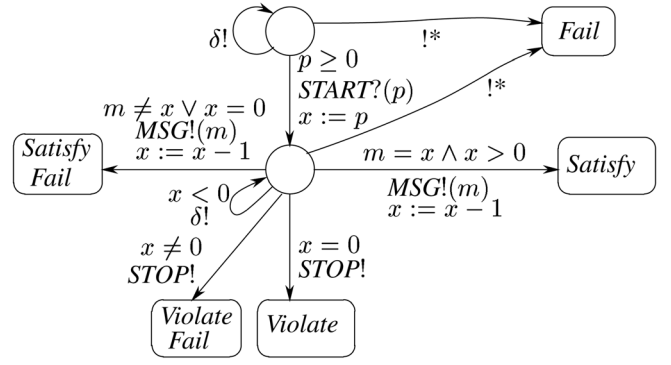 δ!
!*
Fail
p ≥ 0
START?(p)
x := p
!*
m ≠ x ∨ x = 0
MSG!(m)
x := x − 1
Satisfy
Fail
m = x ∧ x > 0
MSG!(m)
x := x − 1
Satisfy
x < 0
δ!
x ≠ 0
STOP!
x = 0
STOP!
Violate
Fail
Violate